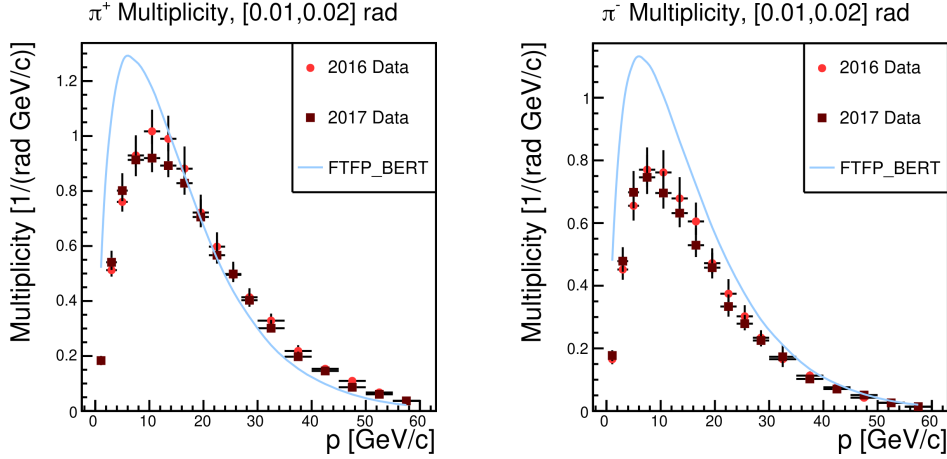 π+ Multiplicity, [0.01,0.02] rad
Multiplicity [1/(rad GeV/c)]
1.2
1
0.8
0.6
0.4
0.2
0
2016 Data
2017 Data
FTFP_BERT
0 10 20 30 40 50 60
p [GeV/c]
π- Multiplicity, [0.01,0.02] rad
Multiplicity [1/(rad GeV/c)]
1
0.8
0.6
0.4
0.2
0
2016 Data
2017 Data
FTFP_BERT
0 10 20 30 40 50 60
p [GeV/c]